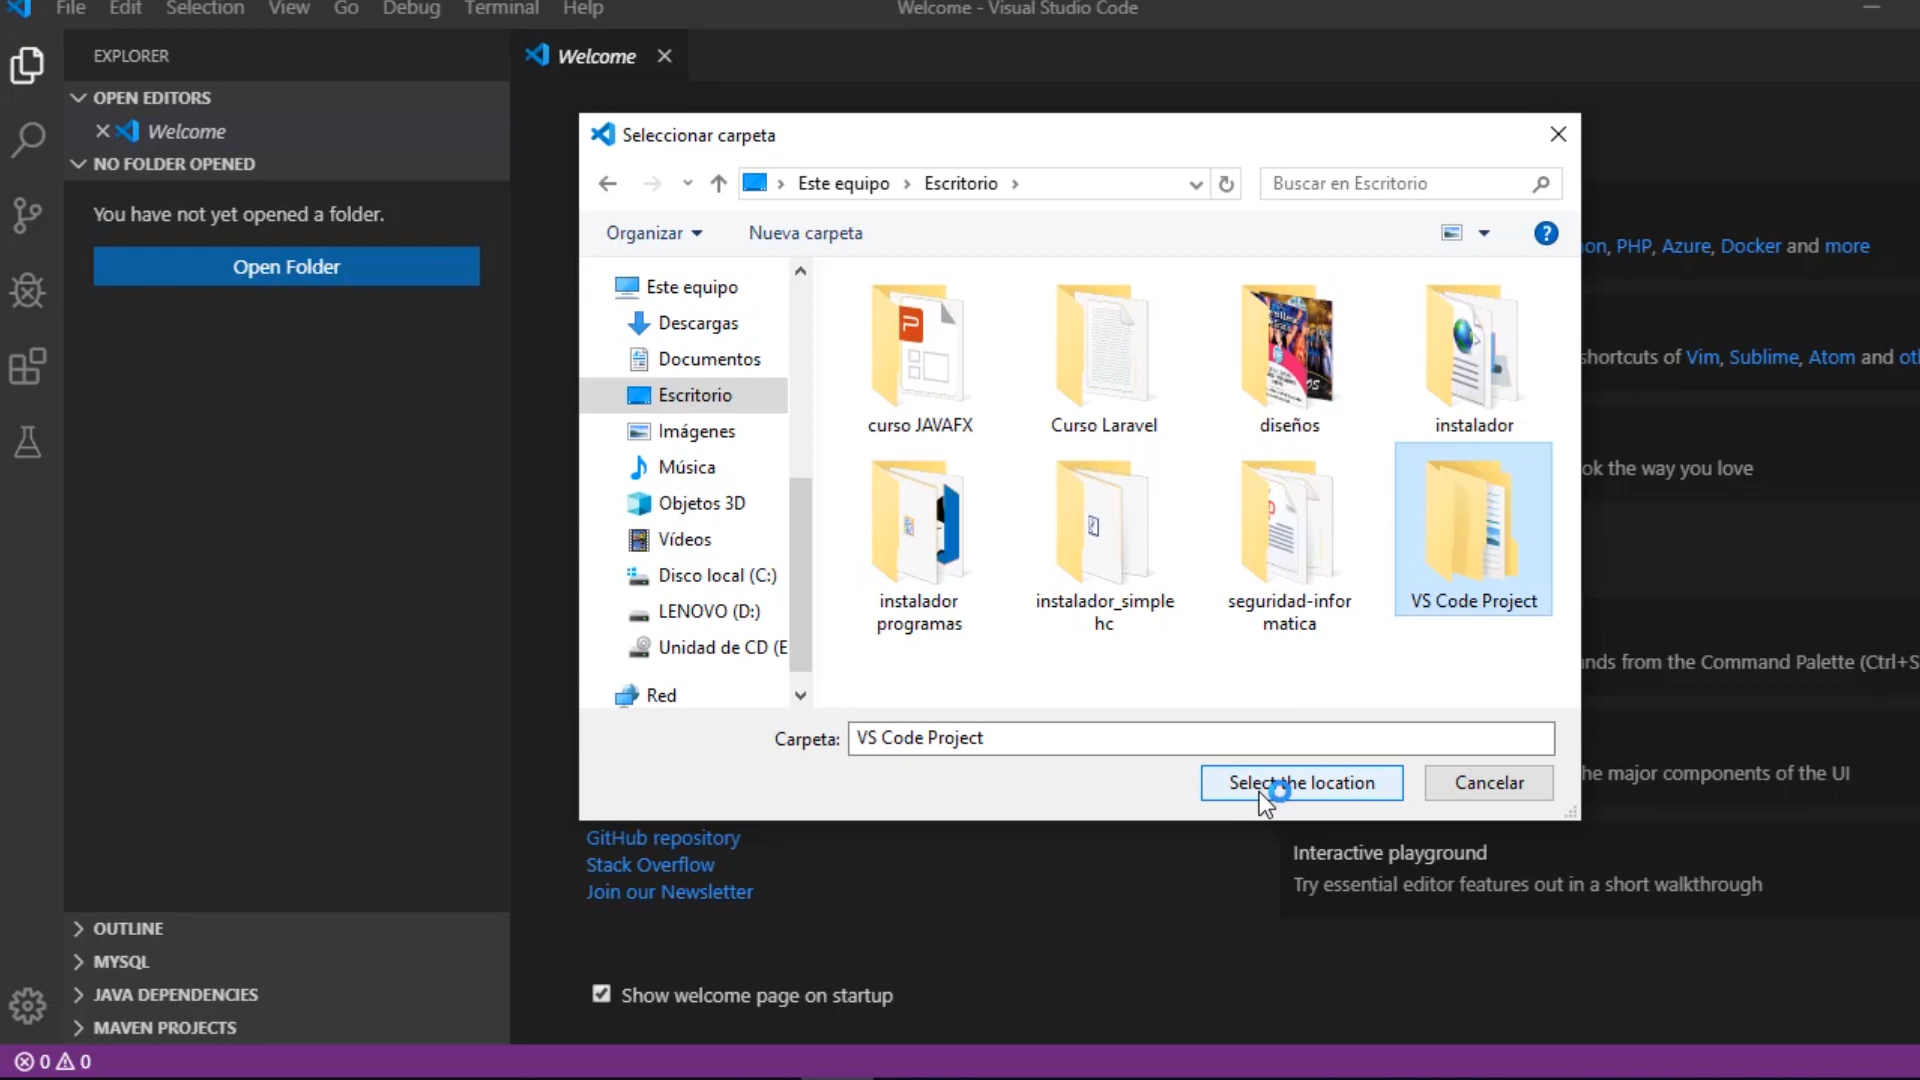 File Edit Selection View Go Debug Terminal Help
Welcome - Visual Studio Code
EXPLORER
OPEN EDITORS
Welcome
NO FOLDER OPENED
You have not yet opened a folder.
Open Folder
OUTLINE
MYSQL
JAVA DEPENDENCIES
MAVEN PROJECTS
0 0
Welcome
Seleccionar carpeta
Este equipo Escritorio
Buscar en Escritorio
Organizar Nueva carpeta
Este equipo
Descargas
Documentos
Escritorio
Imágenes
Música
Objetos 3D
Vídeos
Disco local (C:)
LENOVO (D:)
Unidad de CD (E
Red
curso JAVAFX
Curso Laravel
diseños
instalador
instalador
programas
instalador_simple
hc
seguridad-infor
matica
VS Code Project
Carpeta: VS Code Project
Select the location Cancelar
on, PHP, Azure, Docker and more
shortcuts of Vim, Sublime, Atom and ot
ok the way you love
nds from the Command Palette (Ctrl+S
he major components of the UI
GitHub repository
Stack Overflow
Join our Newsletter
Interactive playground
Try essential editor features out in a short walkthrough
Show welcome page on startup